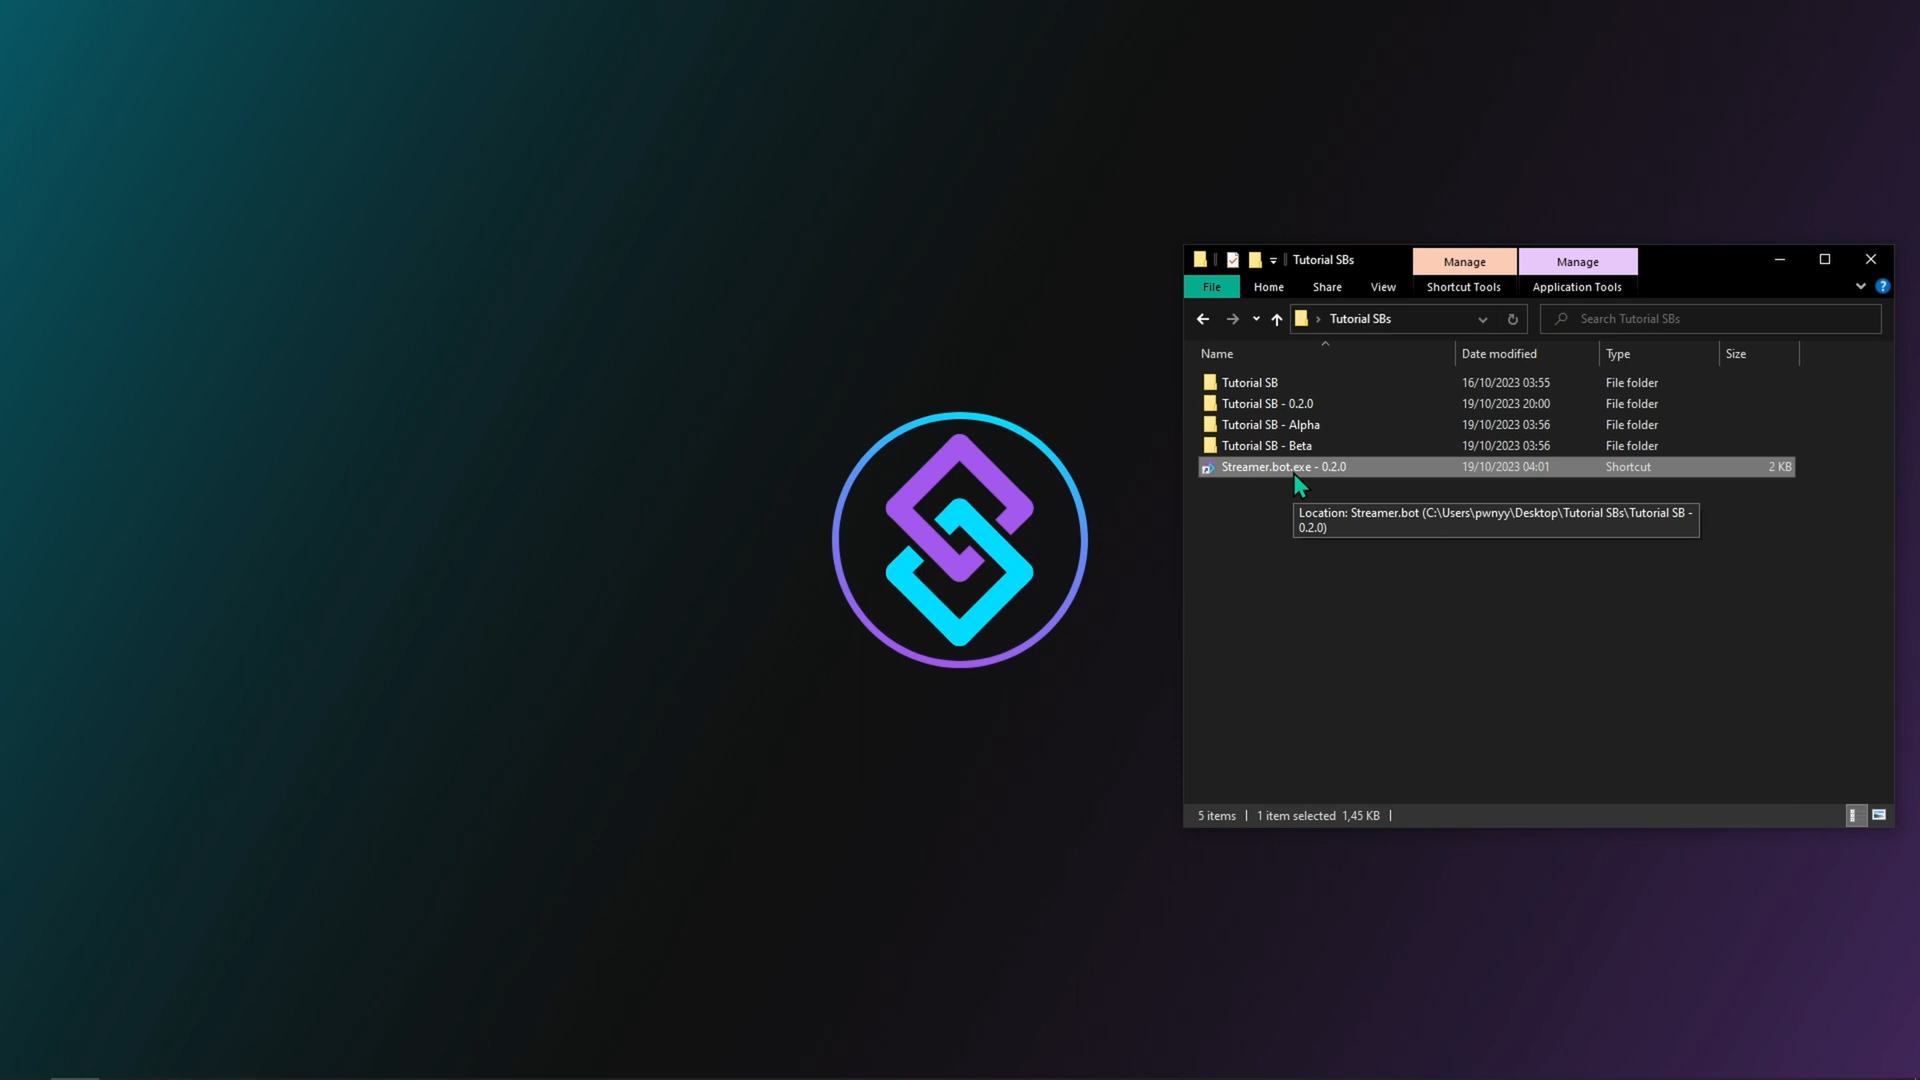 Tutorial SBs
Manage
Manage
File
Home
Share
View
Shortcut Tools
Application Tools
?
Tutorial SBs
Search Tutorial SBs
Name
Date modified
Type
Size
Tutorial SB 16/10/2023 03:55 File folder
Tutorial SB - 0.2.0 19/10/2023 20:00 File folder
Tutorial SB - Alpha 19/10/2023 03:56 File folder
Tutorial SB - Beta 19/10/2023 03:56 File folder
Streamer.bot.exe - 0.2.0 19/10/2023 04:01 Shortcut 2 KB
Location: Streamer.bot (C:\Users\pwnyy\Desktop\Tutorial SBs\Tutorial SB -
0.2.0)
5 items 1 item selected 1,45 KB